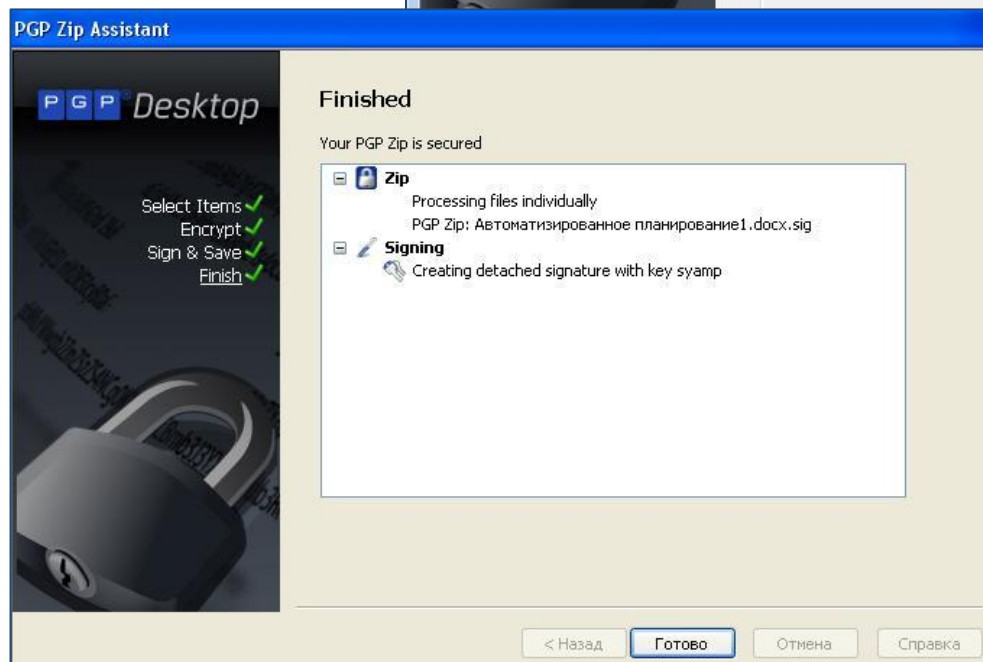 PGP Zip Assistant
PGP Desktop
Select Items
Encrypt
Sign & Save
Finish
Finished
Your PGP Zip is secured
Zip
Processing files individually
PGP Zip: Автоматизированное планирование1.docx.sig
Signing
Creating detached signature with key syamp
< Назад
Готово
Отмена
Справка